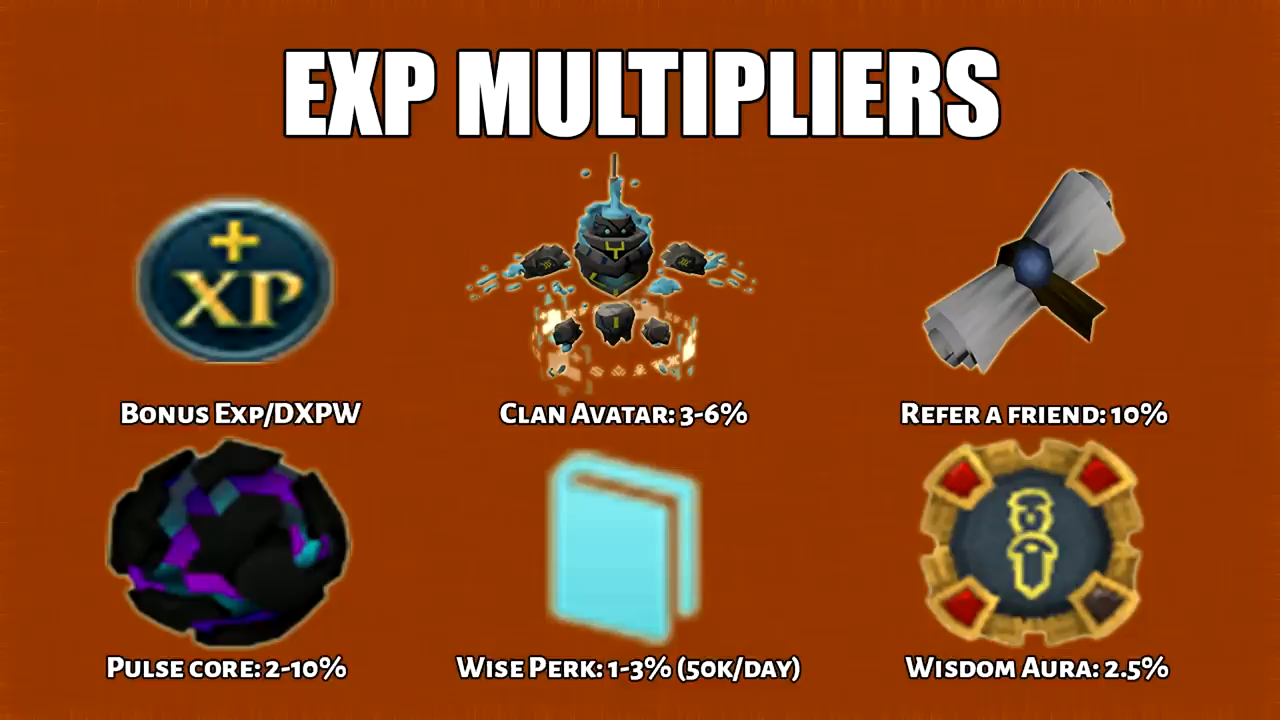 EXP MULTIPLIERS
+
XP
Bonus Exp/DXPW
Clan Avatar: 3-6%
Refer a friend: 10%
Pulse core: 2-10%
Wise Perk: 1-3% (50k/day)
Wisdom Aura: 2.5%